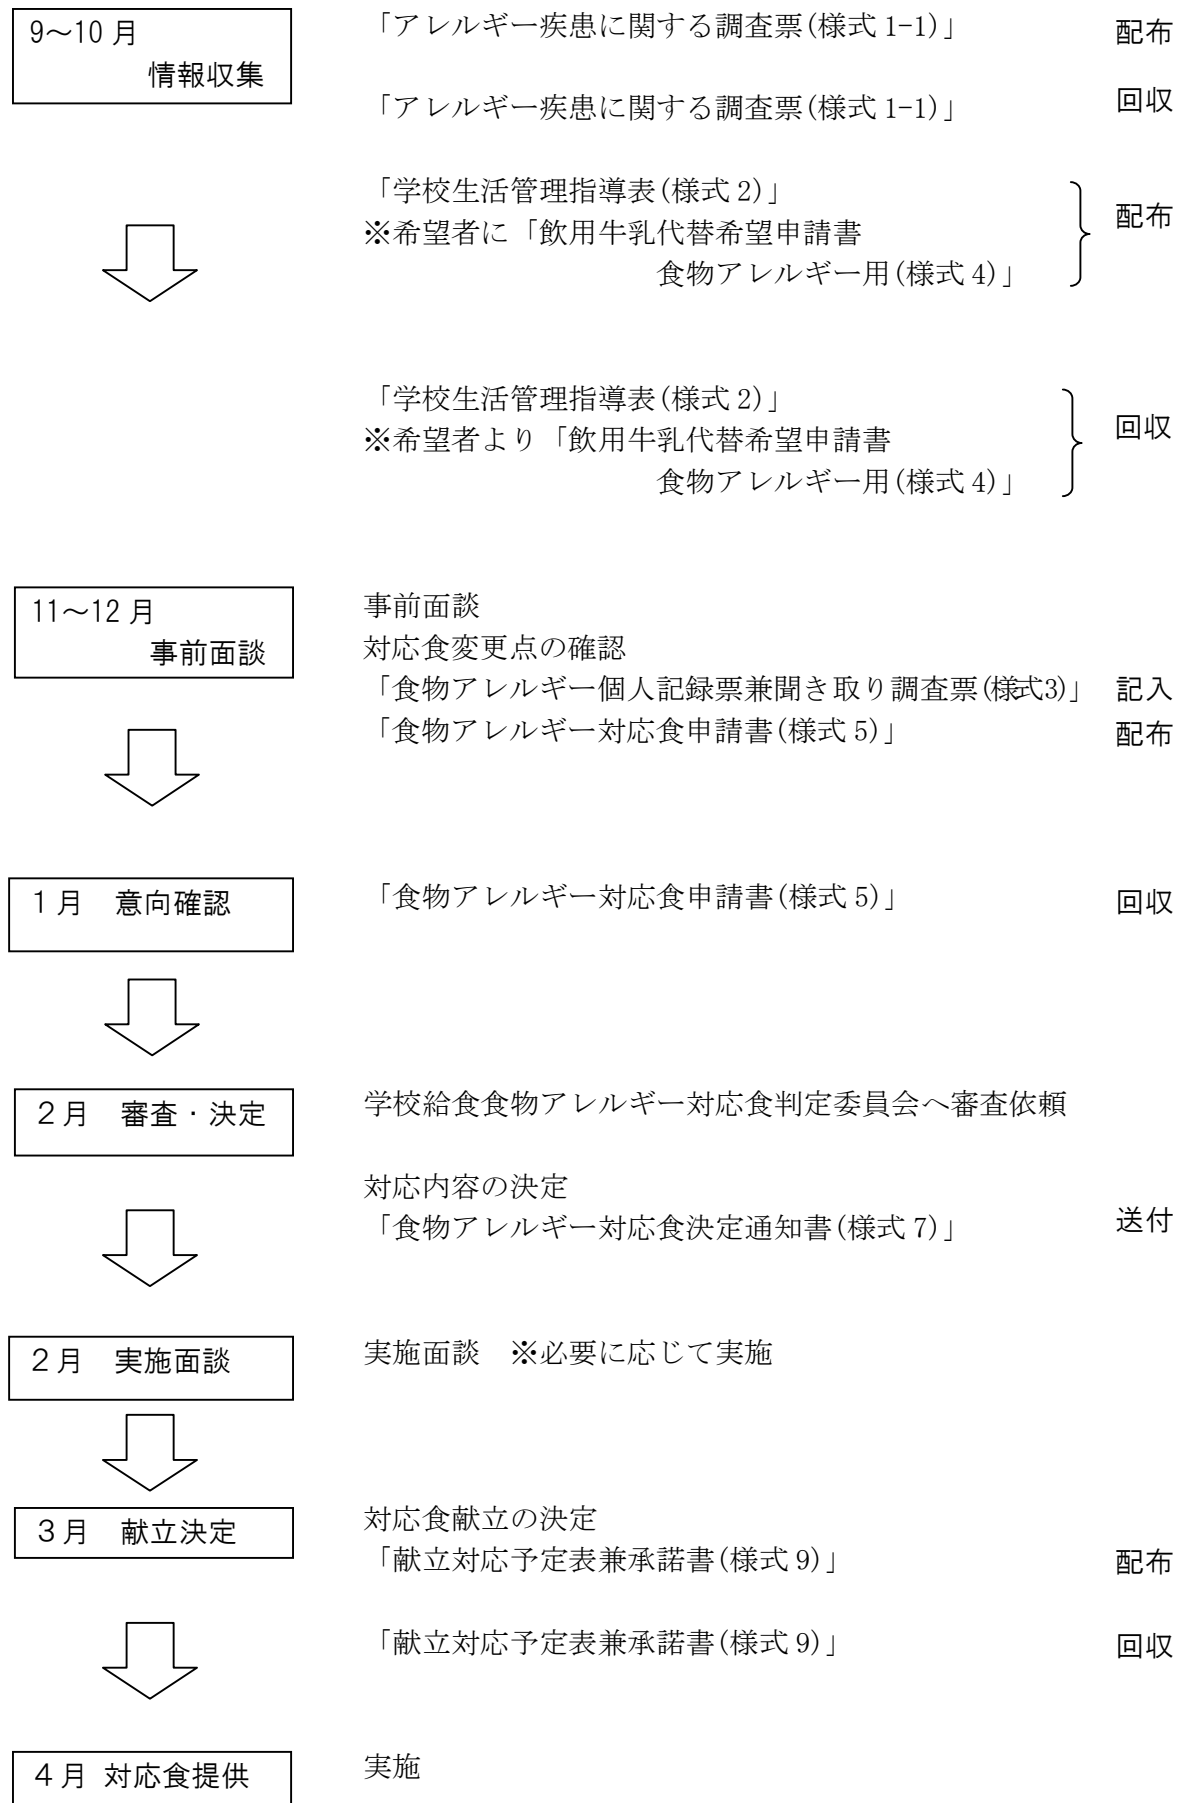 9～10 月
情報収集
「アレルギー疾患に関する調査票(様式 1-1)」 配布
「アレルギー疾患に関する調査票(様式 1-1)」 回収
「学校生活管理指導表(様式 2)」
※希望者に「飲用牛乳代替希望申請書 配布
食物アレルギー用(様式 4)」
「学校生活管理指導表(様式 2)」
※希望者より「飲用牛乳代替希望申請書 回収
食物アレルギー用(様式 4)」
11～12 月
事前面談
事前面談
対応食変更点の確認
「食物アレルギー個人記録票兼聞き取り調査票(様式3)」 記入
「食物アレルギー対応食申請書(様式 5)」 配布
１月　意向確認
「食物アレルギー対応食申請書(様式 5)」 回収
２月　審査・決定
学校給食食物アレルギー対応食判定委員会へ審査依頼
対応内容の決定
「食物アレルギー対応食決定通知書(様式 7)」 送付
２月　実施面談
実施面談　※必要に応じて実施
３月　献立決定
対応食献立の決定
「献立対応予定表兼承諾書(様式 9)」 配布
「献立対応予定表兼承諾書(様式 9)」 回収
４月 対応食提供
実施